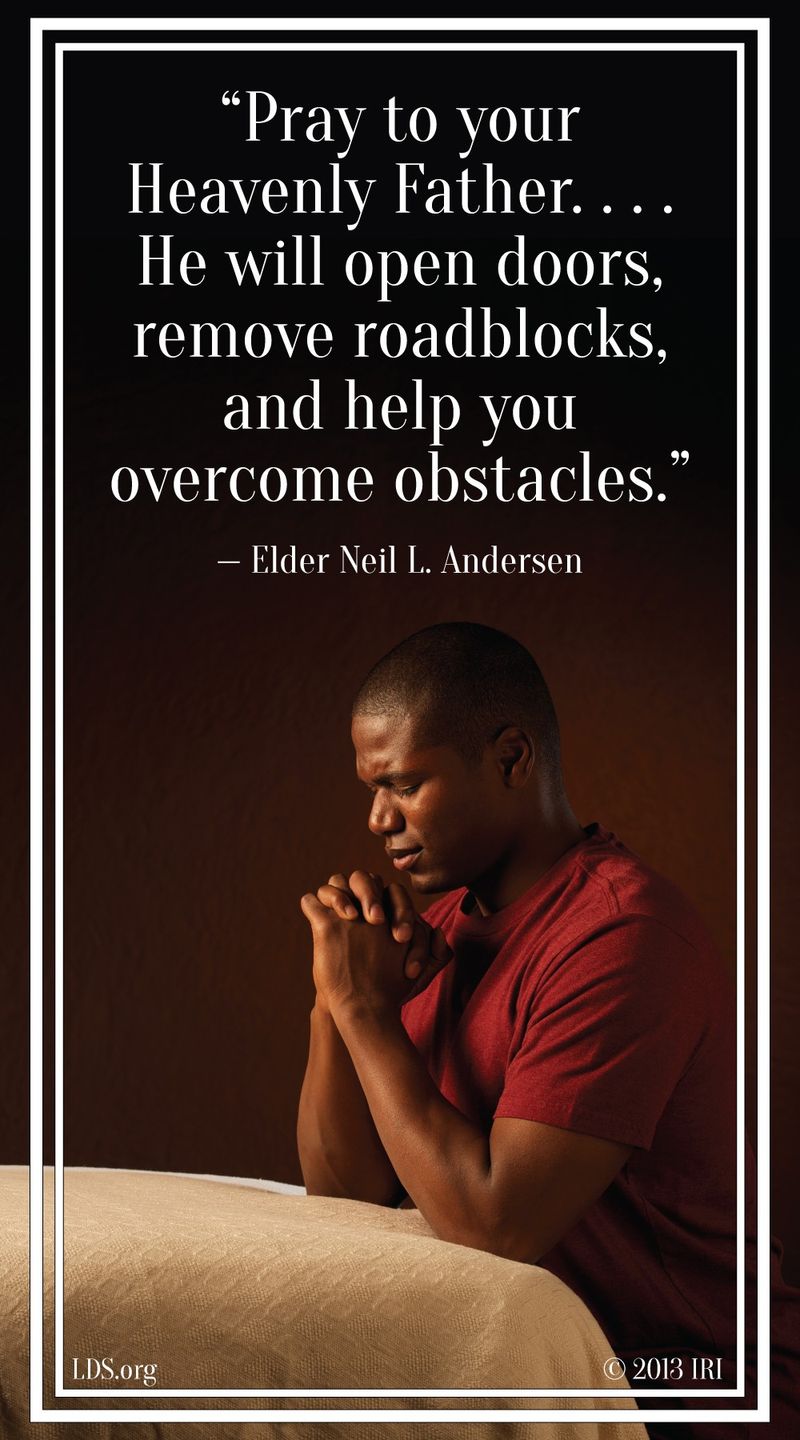 “Pray to your
Heavenly Father. . . .
He will open doors,
remove roadblocks,
and help you
overcome obstacles.”
– Elder Neil L. Andersen
LDS.org
© 2013 IRI